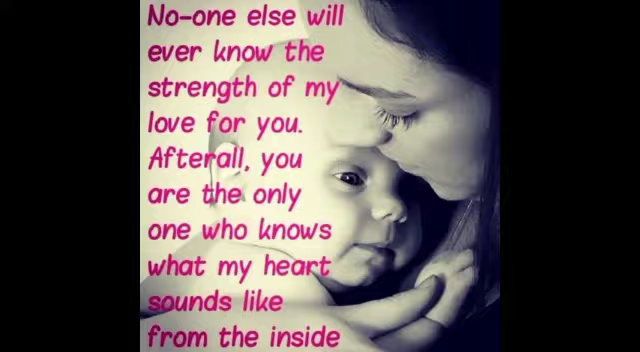 No-one else will
ever know the
strength of my
love for you.
Afterall, you
are the only
one who knows
what my heart
sounds like
from the inside